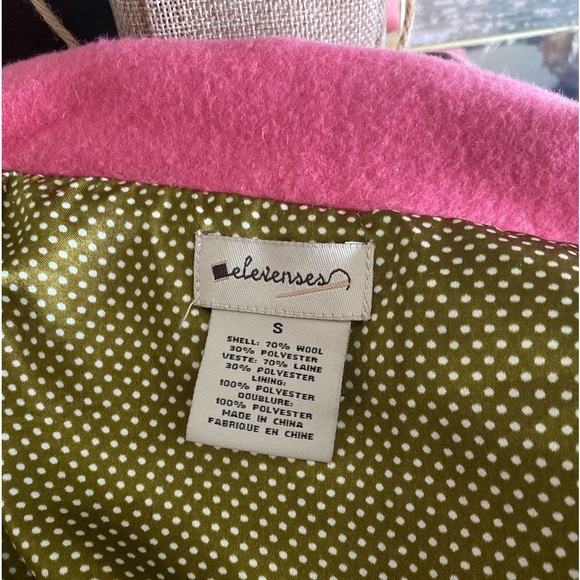 elevenses
S
SHELL: 70% WOOL
30% POLYESTER
VESTE: 70% LAINE
30% POLYESTER
LINING:
100% POLYESTER
DOUBLURE:
100% POLYESTER
MADE IN CHINA
FABRIQUE EN CHINE